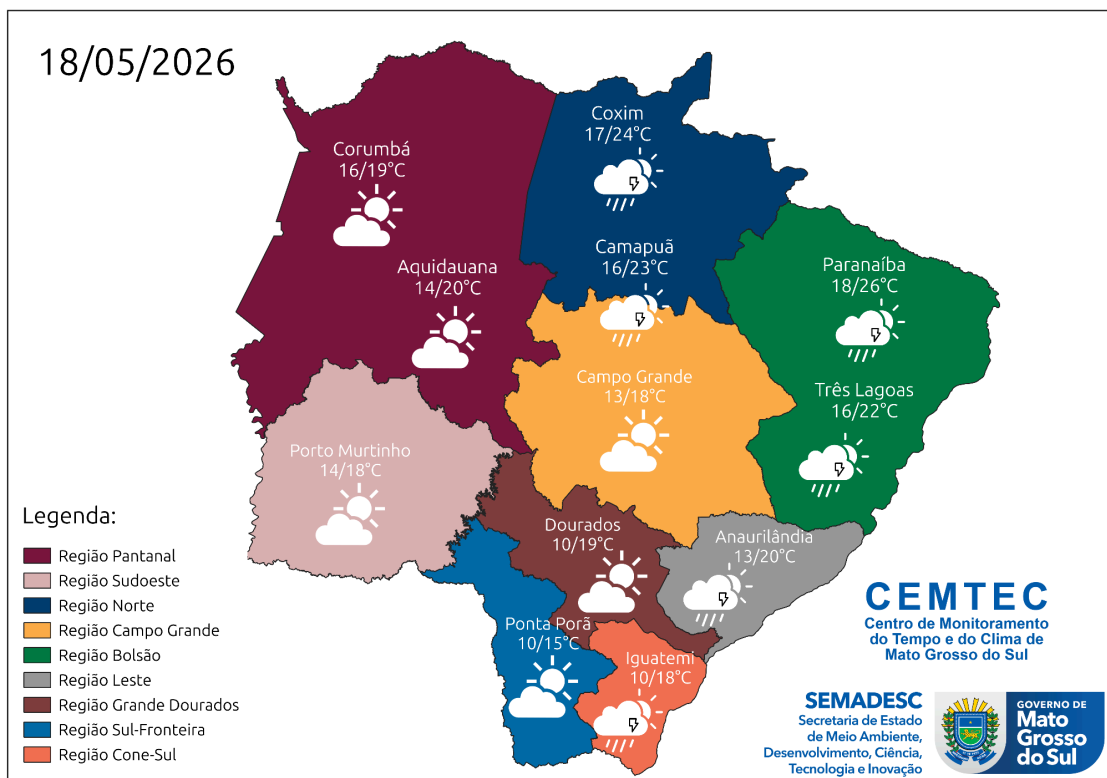 18/05/2026
Coxim
17/24°C
Corumbá
16/19°C
Camapuã
16/23°C
Aquidauana
14/20°C
Paranaíba
18/26°C
Campo Grande
13/18°C
Três Lagoas
16/22°C
Porto Murtinho
14/18°C
Dourados
10/19°C
Anaurilândia
13/20°C
Ponta Porã
10/15°C
Iguatemi
10/18°C
Legenda:
Região Pantanal
Região Sudoeste
Região Norte
Região Campo Grande
Região Bolsão
Região Leste
Região Grande Dourados
Região Sul-Fronteira
Região Cone-Sul
CEMTEC
Centro de Monitoramento
do Tempo e do Clima de
Mato Grosso do Sul
SEMADESC
Secretaria de Estado
de Meio Ambiente,
Desenvolvimento, Ciência,
Tecnologia e Inovação
GOVERNO DE
Mato
Grosso
do Sul